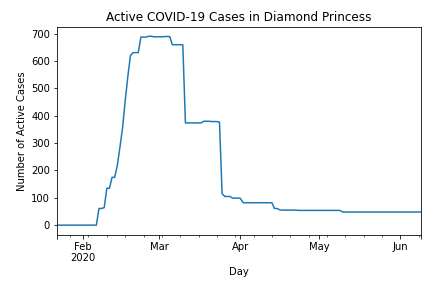 Active COVID-19 Cases in Diamond Princess
700
600
500
400
300
200
100
0
Number of Active Cases
Feb
2020
Mar
Apr
May
Jun
Day